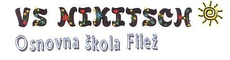 VS NIKITSCH
Osnovna škola Filež